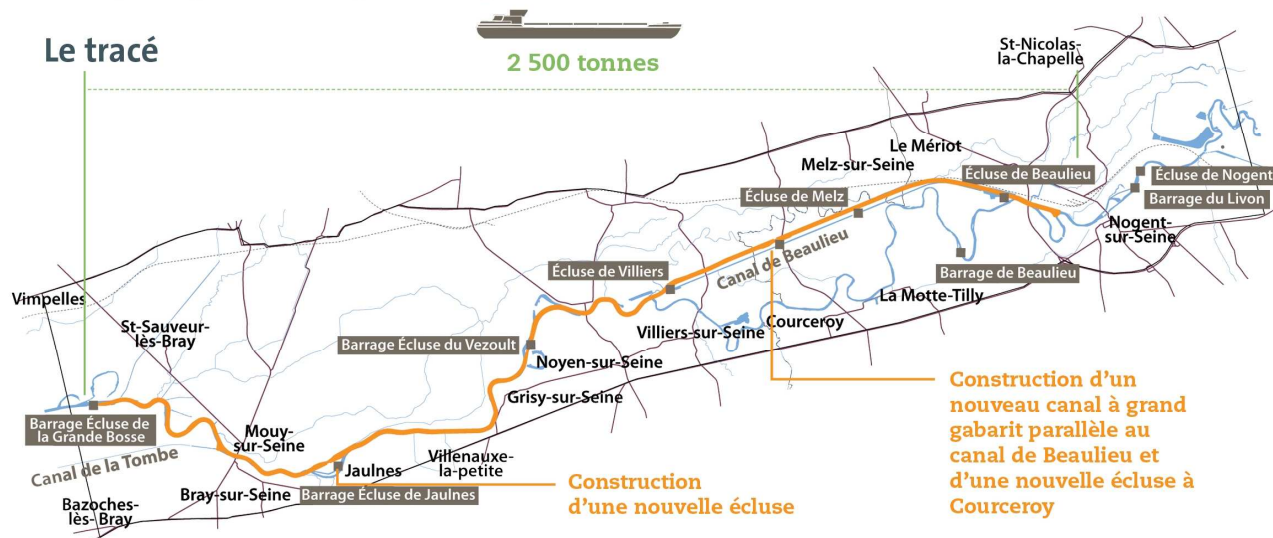 Le tracé
2 500 tonnes
St-Nicolas-
la-Chapelle
Le Mériot
Melz-sur-Seine
Écluse de Beaulieu
Écluse de Nogent
Écluse de Melz
Barrage du Livon
Nogent-
sur-Seine
Canal de Beaulieu
Écluse de Villiers
Barrage de Beaulieu
La Motte-Tilly
Vimpelles
St-Sauveur-
lès-Bray
Courceroy
Villiers-sur-Seine
Barrage Écluse du Vezoult
Noyen-sur-Seine
Grisy-sur-Seine
Barrage Écluse de
la Grande Bosse
Mouy-
sur-Seine
Canal de la Tombe
Villenauxe-
la-petite
Jaulnes
Bray-sur-Seine
Barrage Écluse de Jaulnes
Bazoches-
lès- Bray
Construction
d'une nouvelle écluse
Construction d'un
nouveau canal à grand
gabarit parallèle au
canal de Beaulieu et
d'une nouvelle écluse à
Courceroy